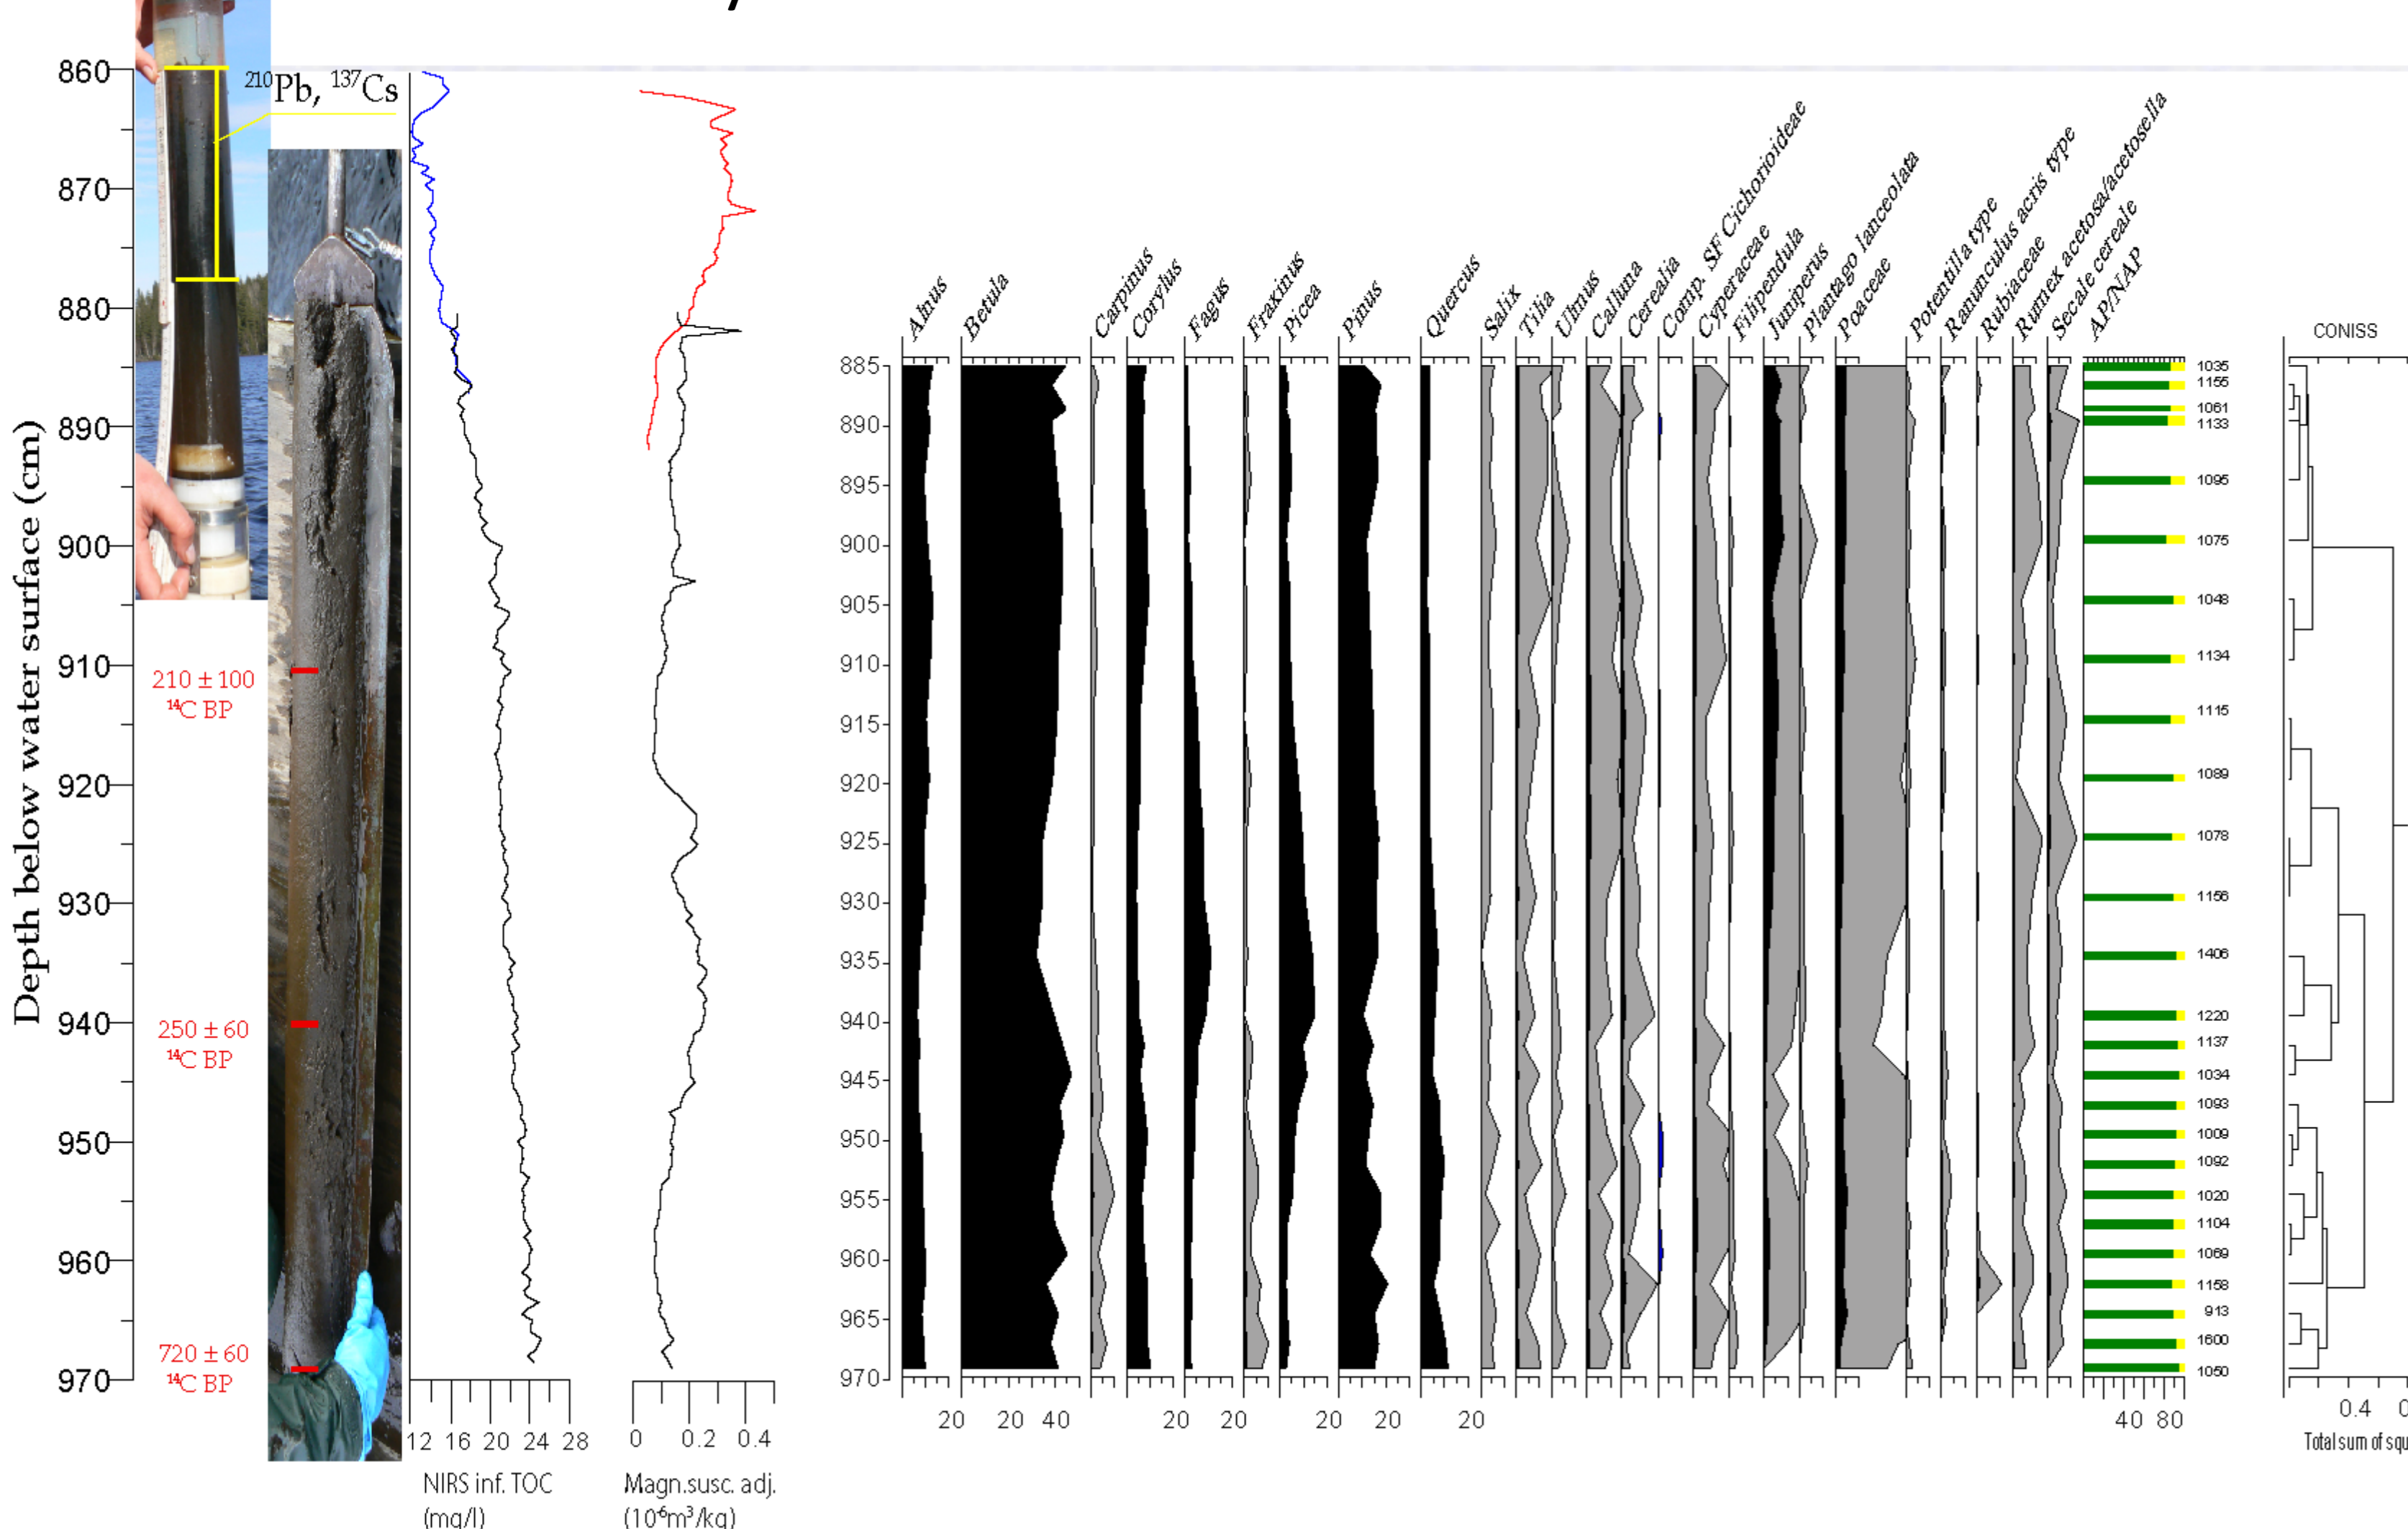 860
870
880
890
900
910
920
930
940
950
960
970
Depth below water surface (cm)
²¹⁰Pb, ¹³⁷Cs
210 ± 100
¹⁴C BP
250 ± 60
¹⁴C BP
720 ± 60
¹⁴C BP
12 16 20 24 28
NIRS inf. TOC
(mg/l)
0 0.2 0.4
Magn.susc. adj.
(10⁻⁶m³/kg)
885
890
895
900
905
910
915
920
925
930
935
940
945
950
955
960
965
970
Alnus
Betula
Carpinus
Corylus
Fagus
Fraxinus
Picea
Pinus
Quercus
Salix
Tilia
Ulmus
Calluna
Cerealia
Comp. SF Cichorioideae
Cyperaceae
Filipendula
Juniperus
Plantago lanceolata
Poaceae
Potentilla type
Ranunculus acris type
Rubiaceae
Rumex acetosa/acetosella
Secale cereale
AP/NAP
20 20 40 20 20 20 20 20 40 80
1035
1155
1061
1133
1095
1075
1048
1134
1115
1089
1078
1156
1406
1220
1137
1034
1093
1009
1092
1020
1104
1069
1158
913
1600
1050
CONISS
0.4
Total sum of squ